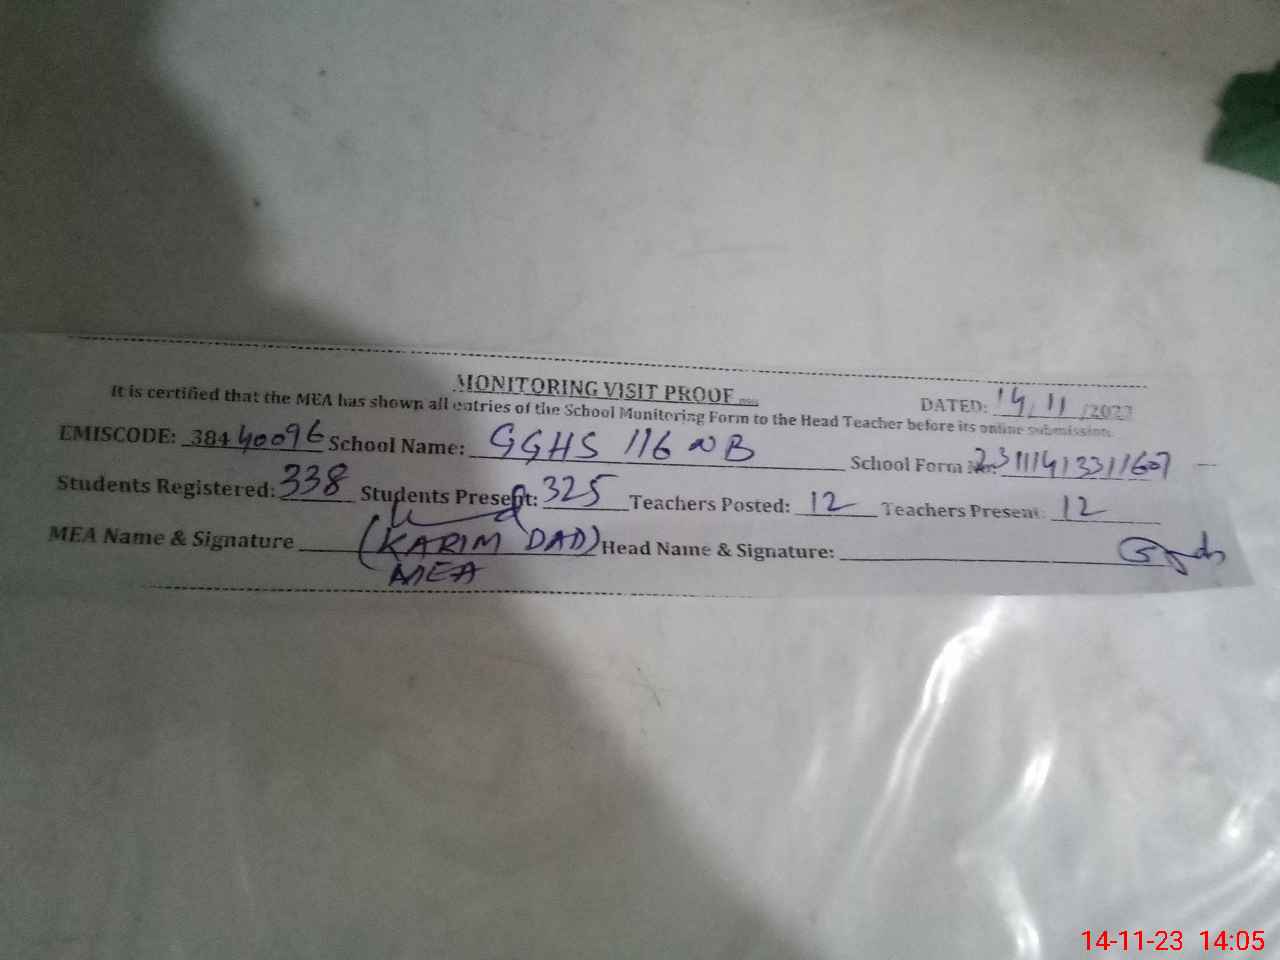 MONITORING VISIT PROOF
DATED: 14/11/2023
It is certified that the MEA has shown all entries of the School Munitoring Form to the Head Teacher before its online submission.
EMISCODE: 38440096 School Name: GGHS 116 NB School Form No: 23111413311607
Students Registered: 338 Students Present: 325 Teachers Posted: 12 Teachers Present: 12
MEA Name & Signature (KARIM DAD) Head Name & Signature:
MEA
14-11-23 14:05